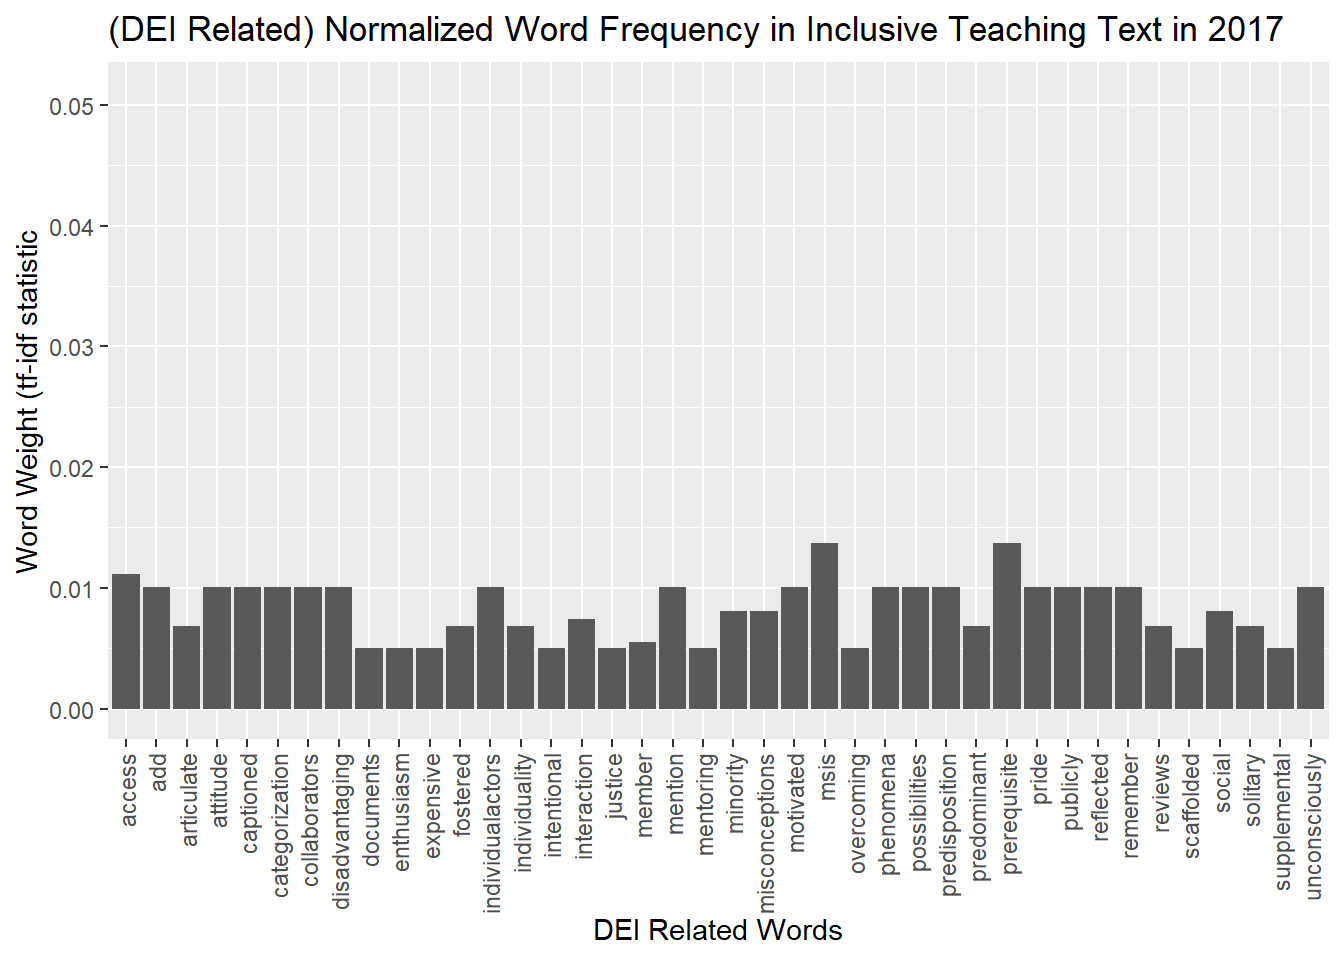 (DEI Related) Normalized Word Frequency in Inclusive Teaching Text in 2017
Word Weight (tf-idf statistic
0.05
0.04
0.03
0.02
0.01
0.00
access
add
articulate
attitude
captioned
categorization
collaborators
disadvantaging
documents
enthusiasm
expensive
fostered
individualactors
individuality
intentional
interaction
justice
member
mention
mentoring
minority
misconceptions
motivated
msis
overcoming
phenomena
possibilities
predisposition
predominant
prerequisite
pride
publicly
reflected
remember
reviews
scaffolded
social
solitary
supplemental
unconsciously
DEI Related Words